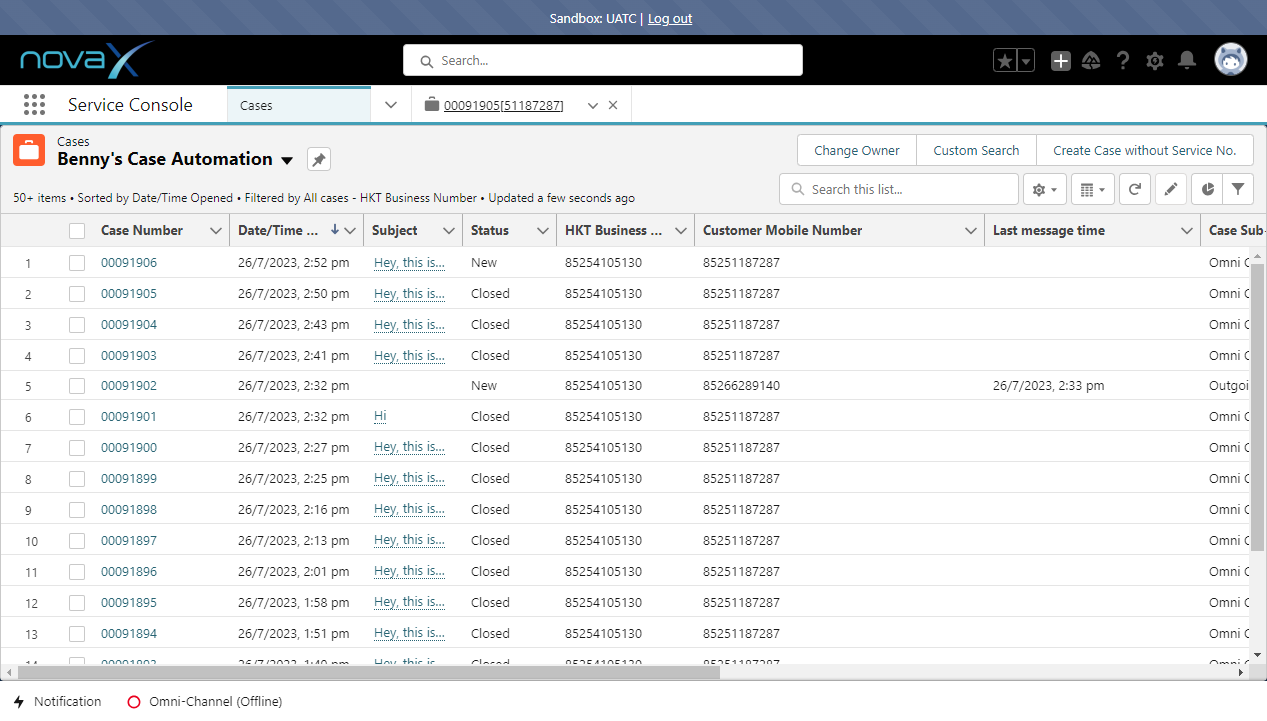 Sandbox: UATC | Log out
novaX
Search...
Service Console
Cases
00091905[51187287]
Cases
Benny's Case Automation
Change Owner
Custom Search
Create Case without Service No.
50+ items • Sorted by Date/Time Opened • Filtered by All cases - HKT Business Number • Updated a few seconds ago
Search this list...
Case Number Date/Time ... Subject Status HKT Business ... Customer Mobile Number Last message time Case Sub-
1 00091906 26/7/2023, 2:52 pm Hey, this is... New 85254105130 85251187287 Omni C
2 00091905 26/7/2023, 2:50 pm Hey, this is... Closed 85254105130 85251187287 Omni C
3 00091904 26/7/2023, 2:43 pm Hey, this is... Closed 85254105130 85251187287 Omni C
4 00091903 26/7/2023, 2:41 pm Hey, this is... Closed 85254105130 85251187287 Omni C
5 00091902 26/7/2023, 2:32 pm New 85254105130 85266289140 26/7/2023, 2:33 pm Outgoi
6 00091901 26/7/2023, 2:32 pm Hi Closed 85254105130 85251187287 Omni C
7 00091900 26/7/2023, 2:27 pm Hey, this is... Closed 85254105130 85251187287 Omni C
8 00091899 26/7/2023, 2:25 pm Hey, this is... Closed 85254105130 85251187287 Omni C
9 00091898 26/7/2023, 2:16 pm Hey, this is... Closed 85254105130 85251187287 Omni C
10 00091897 26/7/2023, 2:13 pm Hey, this is... Closed 85254105130 85251187287 Omni C
11 00091896 26/7/2023, 2:01 pm Hey, this is... Closed 85254105130 85251187287 Omni C
12 00091895 26/7/2023, 1:58 pm Hey, this is... Closed 85254105130 85251187287 Omni C
13 00091894 26/7/2023, 1:51 pm Hey, this is... Closed 85254105130 85251187287 Omni C
Notification
Omni-Channel (Offline)